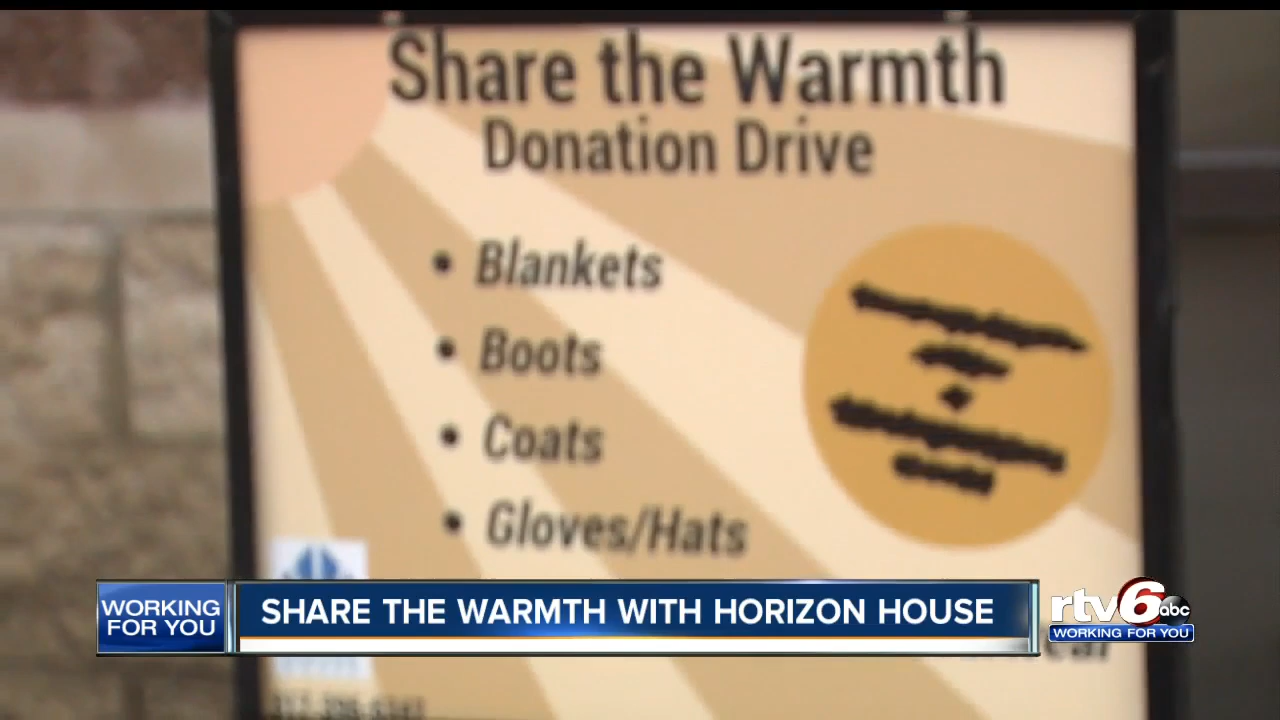 Share the Warmth
Donation Drive
• Blankets
• Boots
• Coats
• Gloves/Hats
WORKING
FOR YOU
SHARE THE WARMTH WITH HORIZON HOUSE
rtv6 abc
WORKING FOR YOU